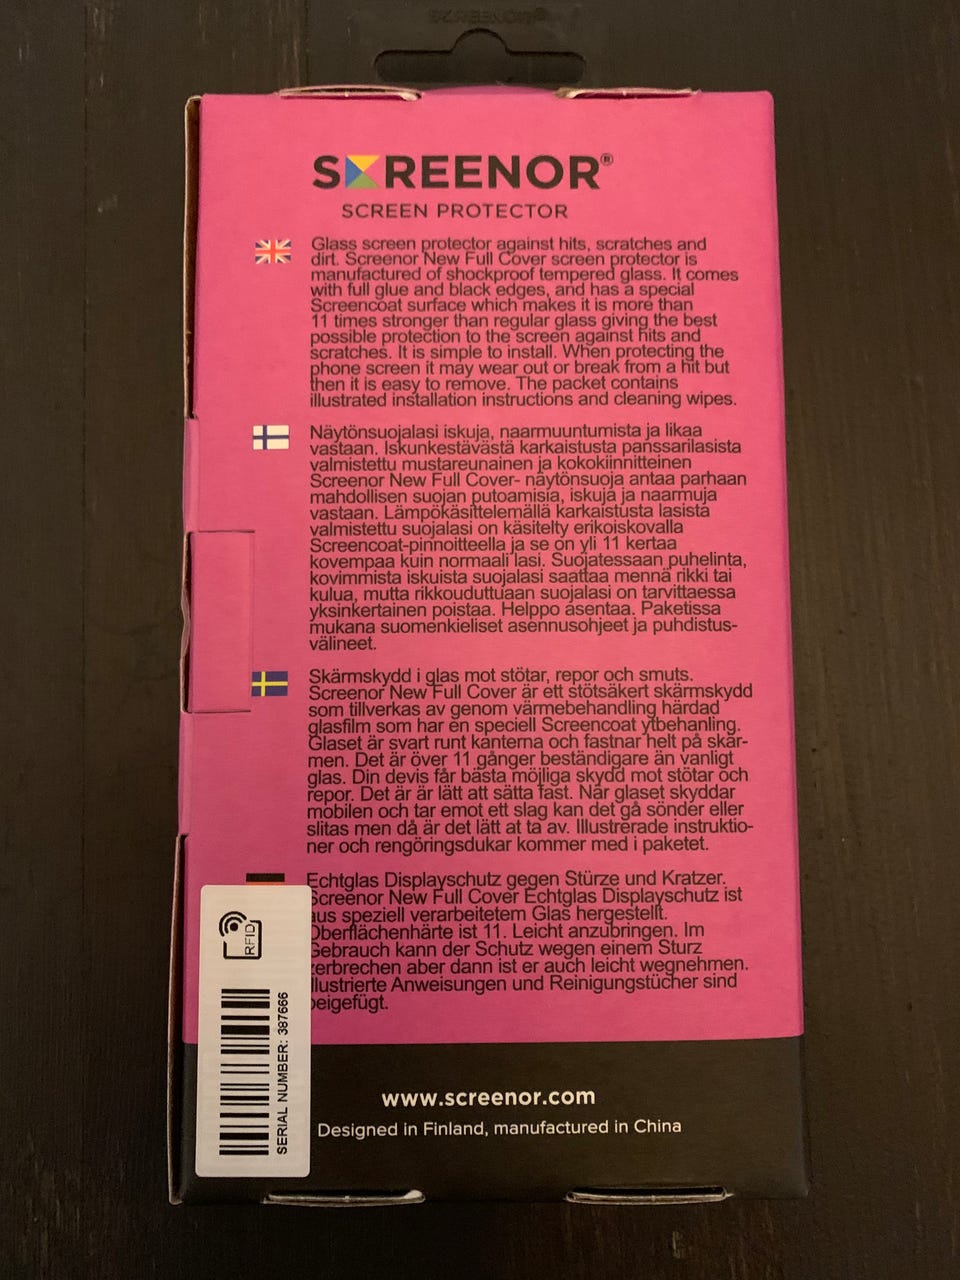 SCREENOR®
SCREEN PROTECTOR
Glass screen protector against hits, scratches and
dirt. Screenor New Full Cover screen protector is
manufactured of shockproof tempered glass. It comes
with full glue and black edges, and has a special
Screencoat surface which makes it is more than
11 times stronger than regular glass giving the best
possible protection to the screen against hits and
scratches. It is simple to install. When protecting the
phone screen it may wear out or break from a hit but
then it is easy to remove. The packet contains
illustrated installation instructions and cleaning wipes.
Näytönsuojalasi iskuja, naarmuuntumista ja likaa
vastaan. Iskunkestävästä karkaistusta panssarilasista
valmistettu mustareunainen ja kokokiinnitteinen
Screenor New Full Cover- näytönsuoja antaa parhaan
mahdollisen suojan putoamisia, iskuja ja naarmuja
vastaan. Lämpökäsittelemällä karkaistusta lasista
valmistettu suojalasi on käsitelty erikoiskovalla
Screencoat-pinnoitteella ja se on yli 11 kertaa
kovempaa kuin normaali lasi. Suojatessaan puhelinta,
kovimmista iskuista suojalasi saattaa mennä rikki tai
kulua, mutta rikkouduttuaan suojalasi on tarvittaessa
yksinkertainen poistaa. Helppo asentaa. Paketissa
mukana suomenkieliset asennusohjeet ja puhdistus-
välineet.
Skärmskydd i glas mot stötar, repor och smuts.
Screenor New Full Cover är ett stötsäkert skärmskydd
som tillverkas av genom värmebehandling härdad
glasfilm som har en speciell Screencoat ytbehanling.
Glaset är svart runt kanterna och fastnar helt på skär-
men. Det är över 11 gånger beständigare än vanligt
glas. Din devis får bästa möjliga skydd mot stötar och
repor. Det är är lätt att sätta fast. När glaset skyddar
mobilen och tar emot ett slag kan det gå sönder eller
slitas men då är det lätt at ta av. Illustrerade instruktio-
ner och rengöringsdukar kommer med i paketet.
Echtglas Displayschutz gegen Stürze und Kratzer.
Screenor New Full Cover Echtglas Displayschutz ist
aus speziell verarbeitetem Glas hergestellt.
Oberflächenhärte ist 11. Leicht anzubringen. Im
Gebrauch kann der Schutz wegen einem Sturz
zerbrechen aber dann ist er auch leicht wegnehmen.
Illustrierte Anweisungen und Reinigungstücher sind
beigefügt.
RFID
SERIAL NUMBER: 387666
www.screenor.com
Designed in Finland, manufactured in China